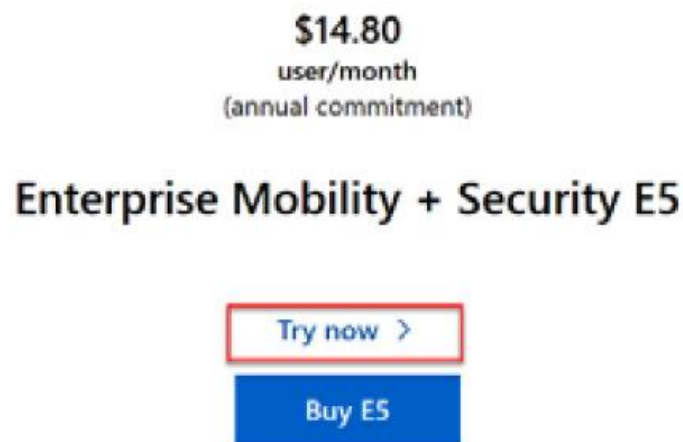 $14.80
user/month
(annual commitment)
Enterprise Mobility + Security E5
Try now >
Buy E5